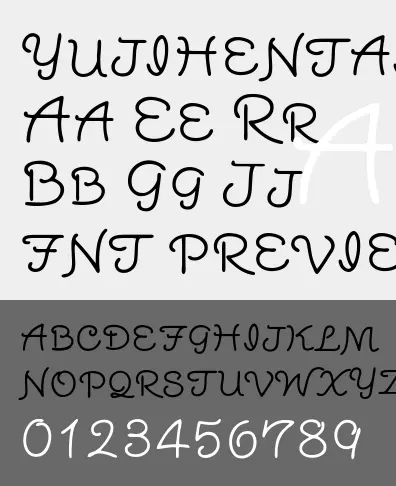 YUJIHENTA
AA EE RR
A
BB GG JJ
FNT PREVIE
ABCDEFGHIJKLM
NOPQRSTUVWXYZ
0123456789